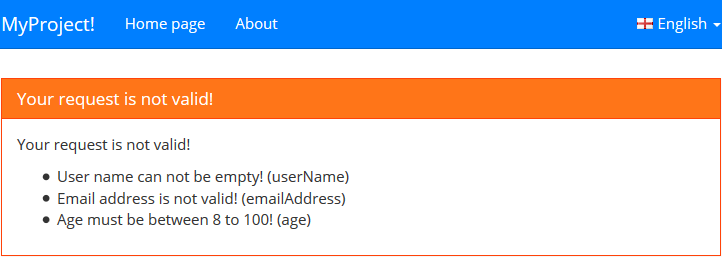 MyProject! Home page About English
Your request is not valid!
Your request is not valid!
User name can not be empty! (userName)
Email address is not valid! (emailAddress)
Age must be between 8 to 100! (age)